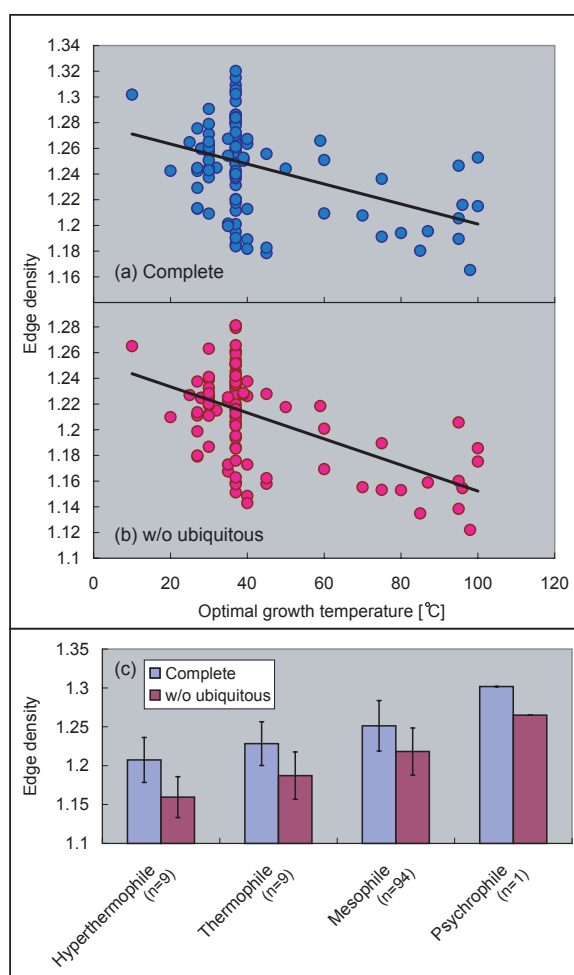 1.34
1.32
1.3
1.28
1.26
1.24
1.22
1.2
1.18
1.16
(a) Complete
Edge density
1.28
1.26
1.24
1.22
1.2
1.18
1.16
1.14
1.12
1.1
(b) w/o ubiquitous
0 20 40 60 80 100 120
Optimal growth temperature [℃]
1.35
1.3
1.25
1.2
1.15
1.1
Edge density
(c)
Complete
w/o ubiquitous
Hyperthermophile
(n=9)
Thermophile
(n=9)
Mesophile
(n=94)
Psychrophile
(n=1)